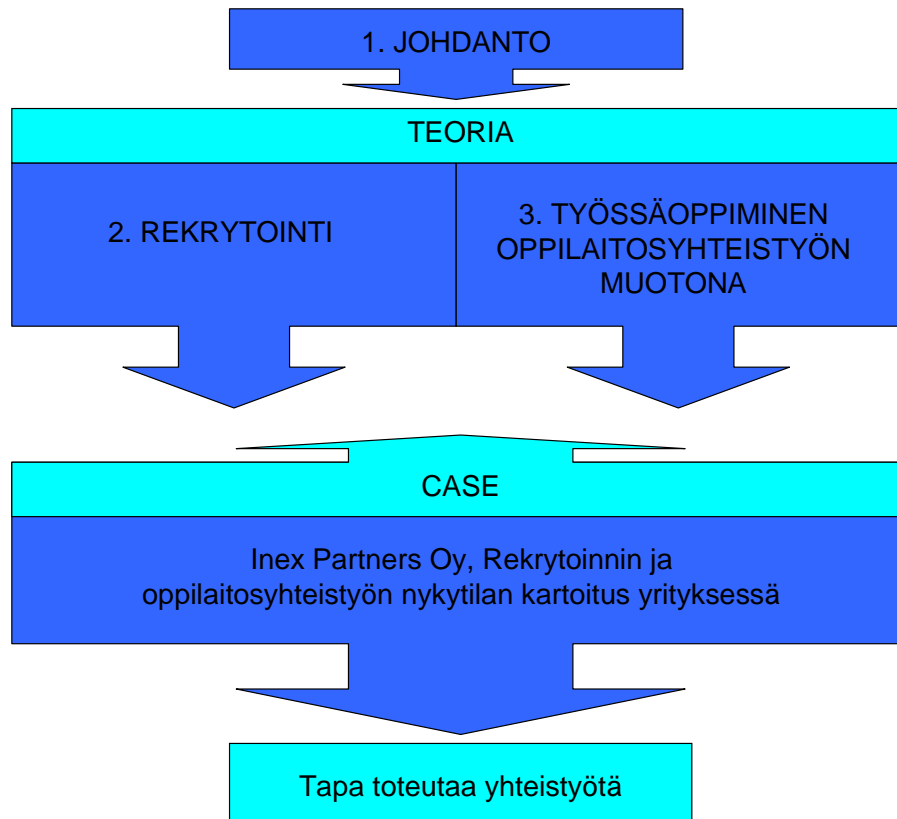 1. JOHDANTO
TEORIA
2. REKRYTOINTI
3. TYÖSSÄOPPIMINEN
OPPILAITOSYHTEISTYÖN
MUOTONA
CASE
Inex Partners Oy, Rekrytoinnin ja
oppilaitosyhteistyön nykytilan kartoitus yrityksessä
Tapa toteutaa yhteistyötä